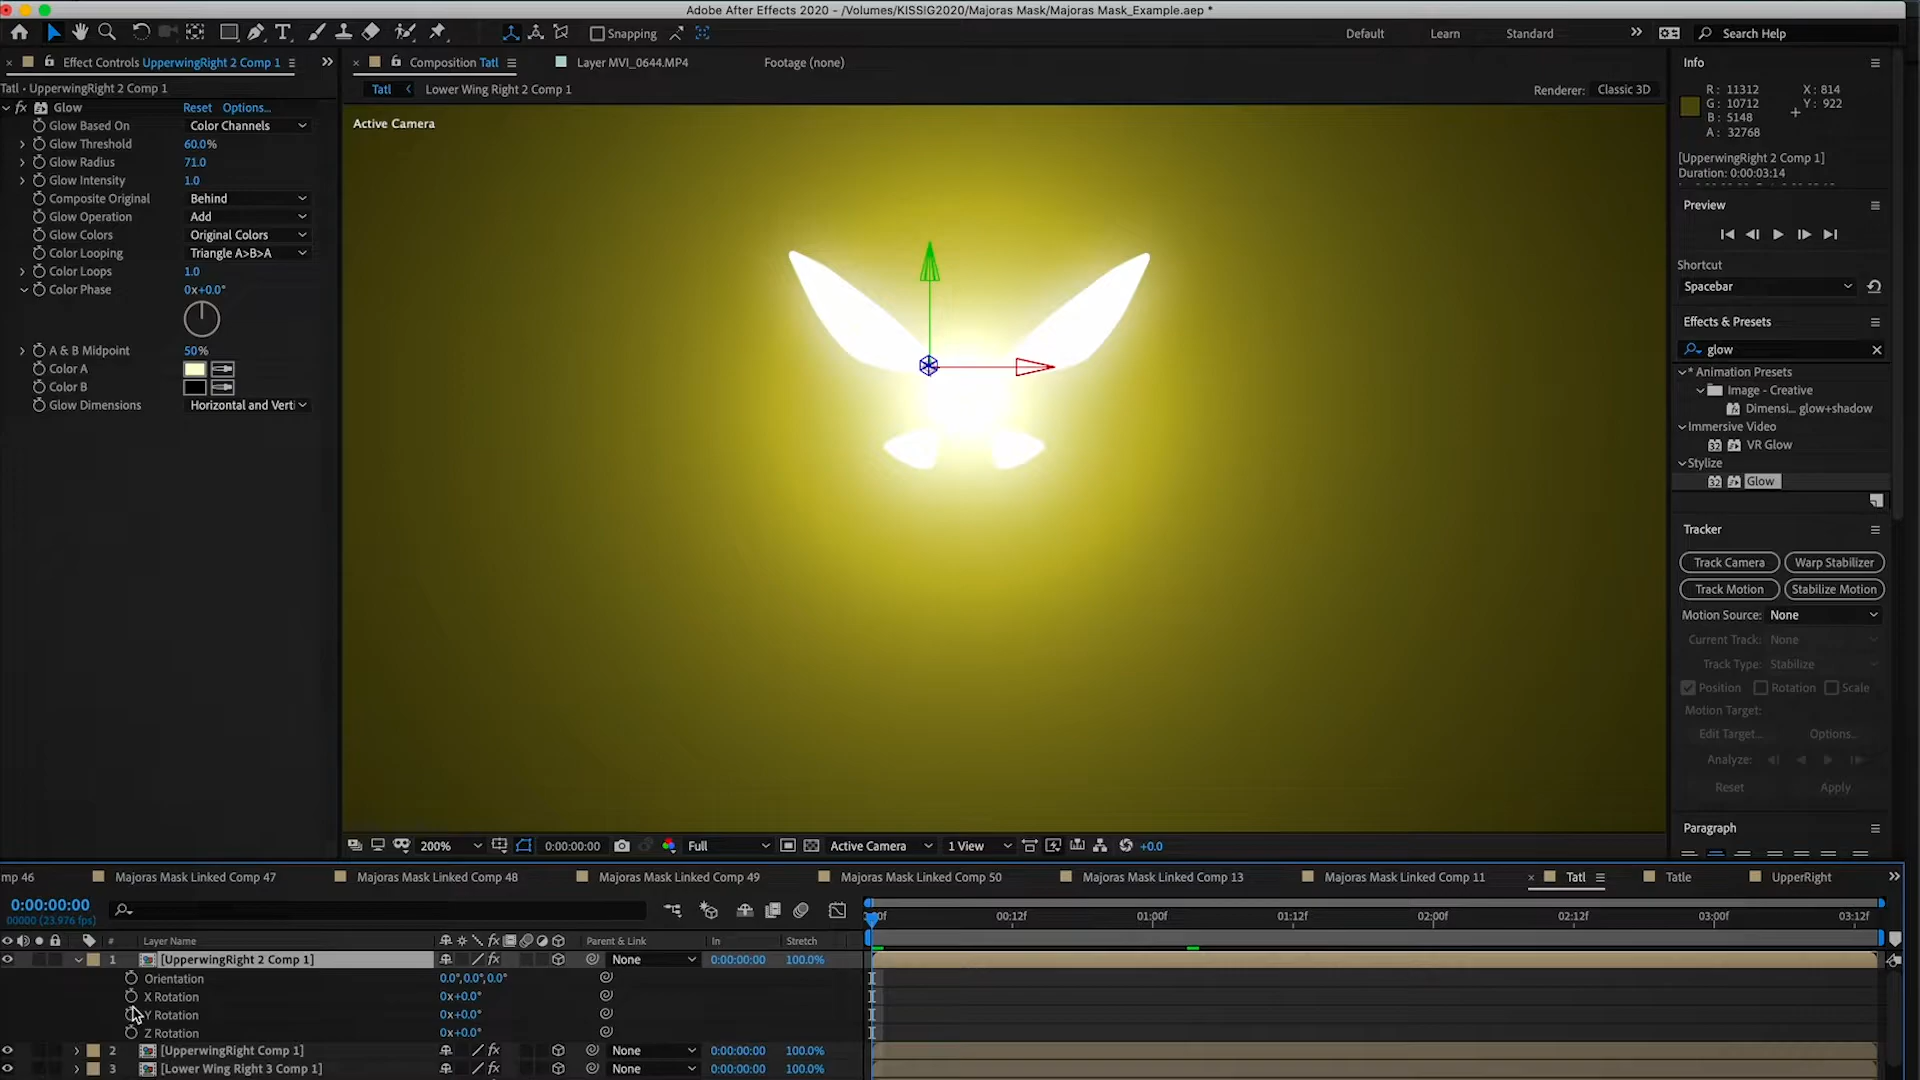 Adobe After Effects 2020 - /Volumes/KISSIG2020/Majoras Mask/Majoras Mask_Example.aep *
Snapping
Default
Learn
Standard
Search Help
Effect Controls UpperwingRight 2 Comp 1
Composition Tatl
Layer MVI_0644.MP4
Footage (none)
Tatl • UpperwingRight 2 Comp 1
Tatl
Lower Wing Right 2 Comp 1
Renderer:
Classic 3D
fx Glow
Reset
Options...
Glow Based On
Color Channels
Glow Threshold
60.0%
Glow Radius
71.0
Glow Intensity
1.0
Composite Original
Behind
Glow Operation
Add
Glow Colors
Original Colors
Color Looping
Triangle A>B>A
Color Loops
1.0
Color Phase
0x+0.0°
A & B Midpoint
50%
Color A
Color B
Glow Dimensions
Horizontal and Verti
Active Camera
200%
0:00:00:00
Full
Active Camera
1 View
+0.0
Info
R: 11312
G: 10712
B: 5148
A: 32768
X: 814
Y: 922
[UpperwingRight 2 Comp 1]
Duration: 0:00:03:14
Preview
Shortcut
Spacebar
Effects & Presets
glow
* Animation Presets
Image - Creative
Dimensi... glow+shadow
Immersive Video
VR Glow
Stylize
Glow
Tracker
Track Camera
Warp Stabilizer
Track Motion
Stabilize Motion
Motion Source:
None
Current Track:
None
Track Type:
Stabilize
Position
Rotation
Scale
Motion Target:
Edit Target...
Options...
Analyze:
Reset
Apply
Paragraph
mp 46
Majoras Mask Linked Comp 47
Majoras Mask Linked Comp 48
Majoras Mask Linked Comp 49
Majoras Mask Linked Comp 50
Majoras Mask Linked Comp 13
Majoras Mask Linked Comp 11
Tatl
Tatle
UpperRight
0:00:00:00
00000 (23.976 fps)
00:12f
01:00f
01:12f
02:00f
02:12f
03:00f
03:12f
#
Layer Name
fx
Parent & Link
In
Stretch
1 [UpperwingRight 2 Comp 1]
fx
None
0:00:00:00
100.0%
Orientation
0.0°,0.0°,0.0°
X Rotation
0x+0.0°
Y Rotation
0x+0.0°
Z Rotation
0x+0.0°
2 [UpperwingRight Comp 1]
fx
None
0:00:00:00
100.0%
3 [Lower Wing Right 3 Comp 1]
fx
None
0:00:00:00
100.0%